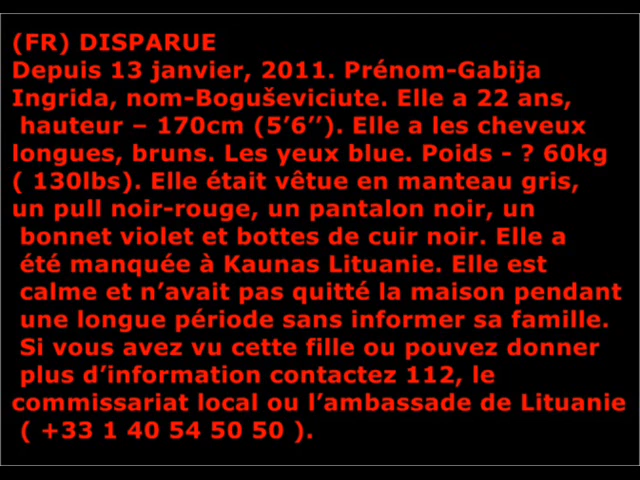 (FR) DISPARUE
Depuis 13 janvier, 2011. Prénom-Gabija
Ingrida, nom-Boguševiciute. Elle a 22 ans,
hauteur – 170cm (5’6’’). Elle a les cheveux
longues, bruns. Les yeux blue. Poids - ? 60kg
( 130lbs). Elle était vêtue en manteau gris,
un pull noir-rouge, un pantalon noir, un
bonnet violet et bottes de cuir noir. Elle a
été manquée à Kaunas Lituanie. Elle est
calme et n’avait pas quitté la maison pendant
une longue période sans informer sa famille.
Si vous avez vu cette fille ou pouvez donner
plus d’information contactez 112, le
commissariat local ou l’ambassade de Lituanie
( +33 1 40 54 50 50 ).